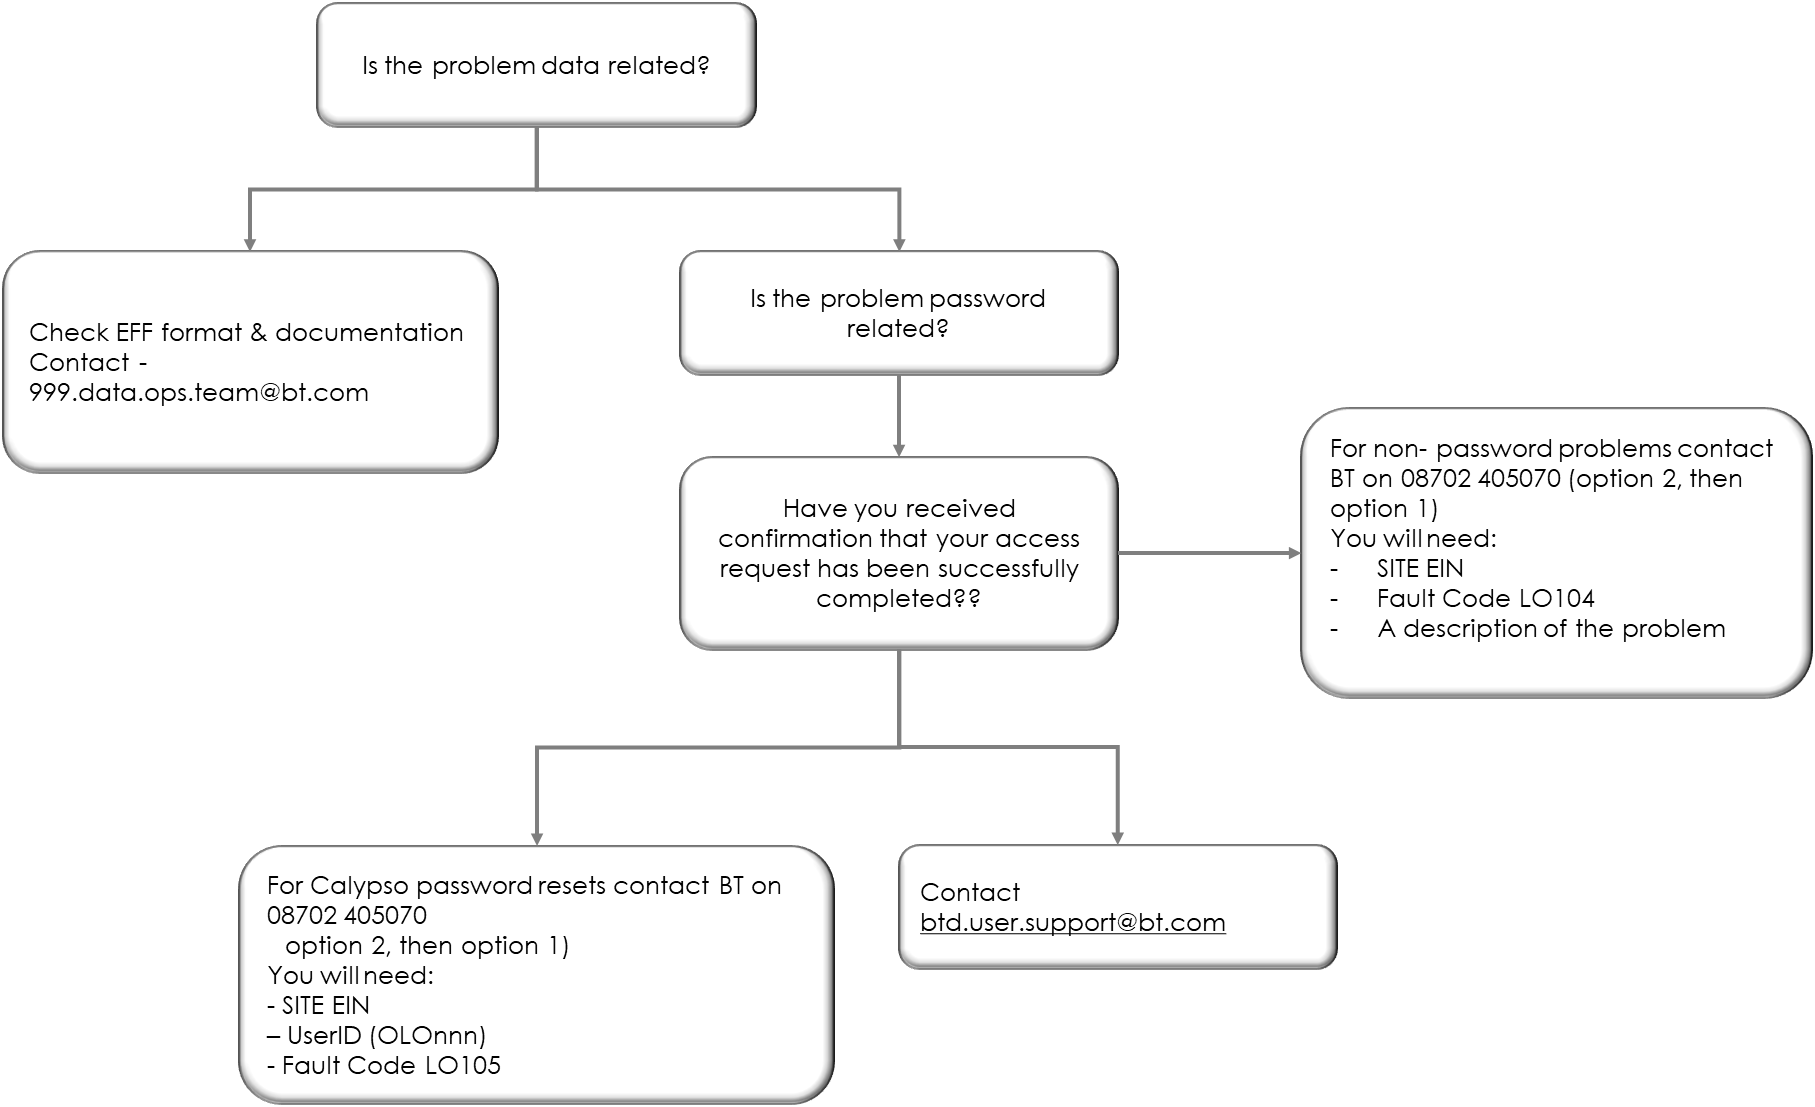 Is the problem data related?
Check EFF format & documentation
Contact -
999.data.ops.team@bt.com
Is the problem password
related?
Have you received
confirmation that your access
request has been successfully
completed??
For non- password problems contact
BT on 08702 405070 (option 2, then
option 1)
You will need:
- SITE EIN
- Fault Code LO104
- A description of the problem
For Calypso password resets contact BT on
08702 405070
option 2, then option 1)
You will need:
- SITE EIN
– UserID (OLOnnn)
- Fault Code LO105
Contact
btd.user.support@bt.com